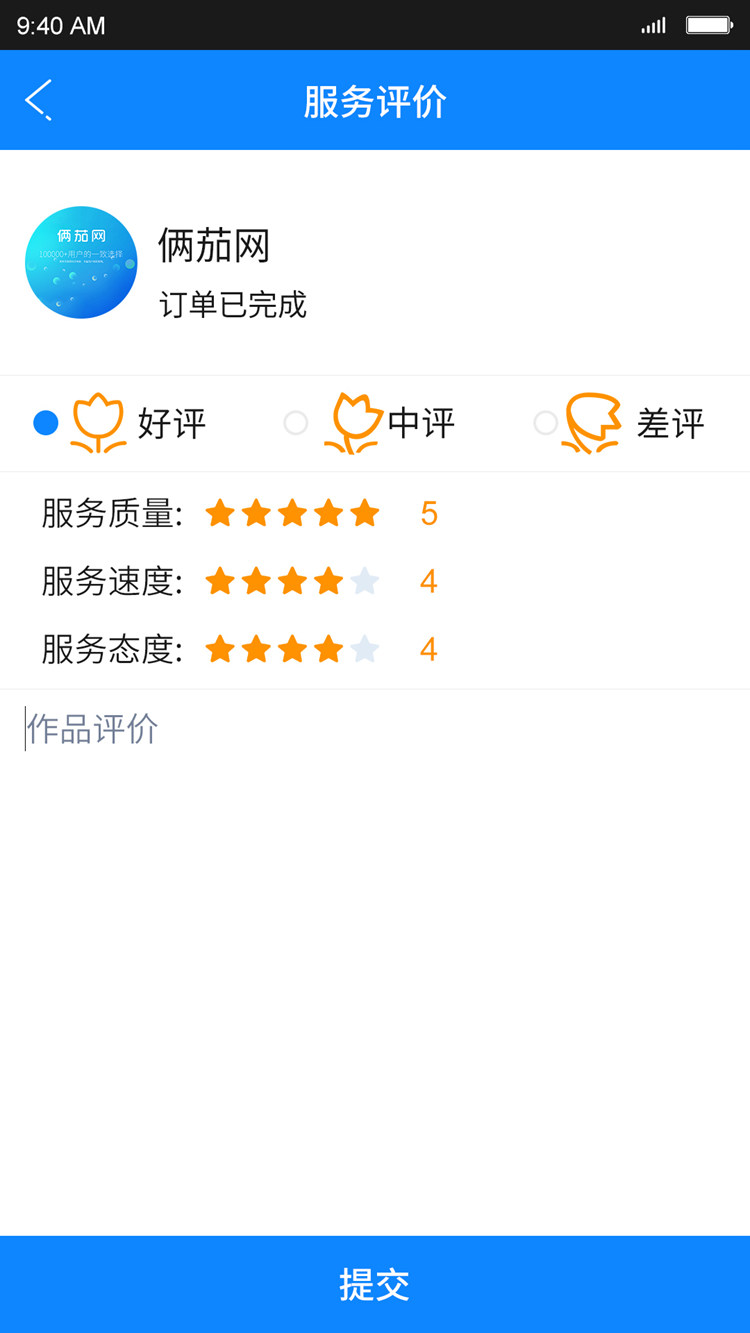 9:40 AM
服务评价
俩茄网
100000+用户的一致选择
俩茄网
订单已完成
好评 中评 差评
服务质量: 5
服务速度: 4
服务态度: 4
作品评价
提交